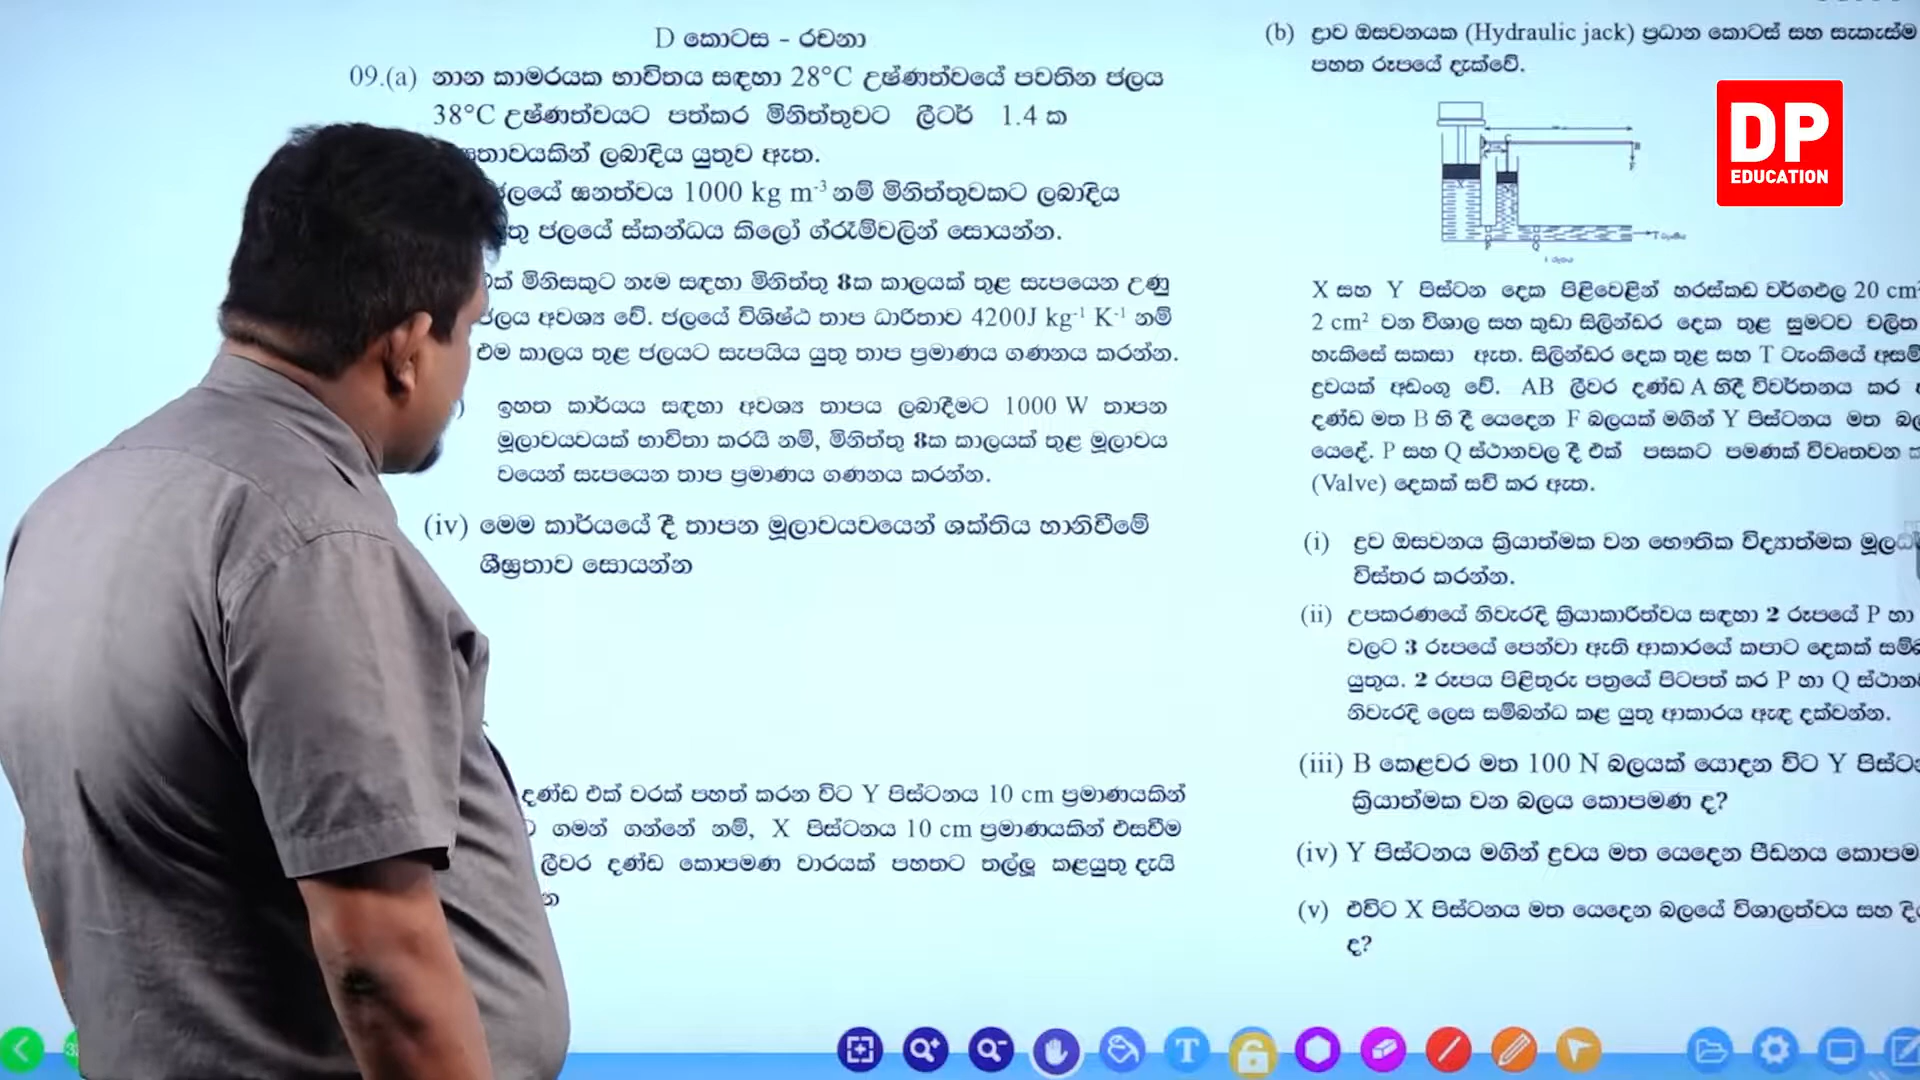 D කොටස – රචනා
09.(a) නාන කාමරයක භාවිතය සඳහා 28°C උෂ්ණත්වයේ පවතින ජලය
38°C උෂ්ණත්වයට පත්කර මිනිත්තුවට ලීටර් 1.4 ක
ලබාදිය යුතුව ඇත.
ඝනත්වය 1000 kg m⁻³ නම් මිනිත්තුවකට ලබාදිය
ජලයේ ස්කන්ධය කිලෝ ග්රෑම්වලින් සොයන්න.
මිනිසකුට නෑම සඳහා මිනිත්තු 8ක කාලයක් තුළ සැපයෙන උණු
ජලය අවශ්‍ය වේ. ජලයේ විශිෂ්ඨ තාප ධාරිතාව 4200J kg⁻¹ K⁻¹ නම්
එම කාලය තුළ ජලයට සැපයිය යුතු තාප ප්‍රමාණය ගණනය කරන්න.
) ඉහත කාර්යය සඳහා අවශ්‍ය තාපය ලබාදීමට 1000 W තාපන
මූලාවයවයක් භාවිතා කරයි නම්, මිනිත්තු 8ක කාලයක් තුළ මූලාවය
වයෙන් සැපයෙන තාප ප්‍රමාණය ගණනය කරන්න.
(iv) මෙම කාර්යයේ දී තාපන මූලාවයවයෙන් ශක්තිය හානිවීමේ
ශීඝ්‍රතාව සොයන්න
දණ්ඩ එක් වරක් පහත් කරන විට Y පිස්ටනය 10 cm ප්‍රමාණයකින්
ගමන් ගන්නේ නම්, X පිස්ටනය 10 cm ප්‍රමාණයකින් එසවීම
ලීවර දණ්ඩ කොපමණ වාරයක් පහතට තල්ලූ කළයුතු දැයි
(b) ද්‍රාව ඔසවනයක (Hydraulic jack) ප්‍රධාන කොටස් සහ සැකැස්ම
පහත රූපයේ දැක්වේ.
X
P
Q
T
X සහ Y පිස්ටන දෙක පිළිවෙළින් හරස්කඩ වර්ගඵල 20 cm²
2 cm² වන විශාල සහ කුඩා සිලින්ඩර දෙක තුළ සුමටව චලිත
හැකිසේ සකසා ඇත. සිලින්ඩර දෙක තුළ සහ T ටැංකියේ
ද්‍රවයක් අඩංගු වේ. AB ලීවර දණ්ඩ A හිදී විවර්තනය කර
දණ්ඩ මත B හි දී යෙදෙන F බලයක් මගින් Y පිස්ටනය මත
යෙදේ. P සහ Q ස්ථානවල දී එක් පසකට පමණක් විවෘතවන
(Valve) දෙකක් සවි කර ඇත.
(i) ද්‍රව ඔසවනය ක්‍රියාත්මක වන භෞතික විද්‍යාත්මක
විස්තර කරන්න.
(ii) උපකරණයේ නිවැරදි ක්‍රියාකාරිත්වය සඳහා 2 රූපයේ P හා
වලට 3 රූපයේ පෙන්වා ඇති ආකාරයේ කපාට දෙකක්
යුතුය. 2 රූපය පිළිතුරු පත්‍රයේ පිටපත් කර P හා Q
නිවැරදි ලෙස සම්බන්ධ කළ යුතු ආකාරය ඇඳ දක්වන්න.
(iii) B කෙළවර මත 100 N බලයක් යොදන විට Y
ක්‍රියාත්මක වන බලය කොපමණ ද?
(iv) Y පිස්ටනය මගින් ද්‍රවය මත යෙදෙන පීඩනය
(v) එවිට X පිස්ටනය මත යෙදෙන බලයේ විශාලත්වය සහ
ද?
DP
EDUCATION